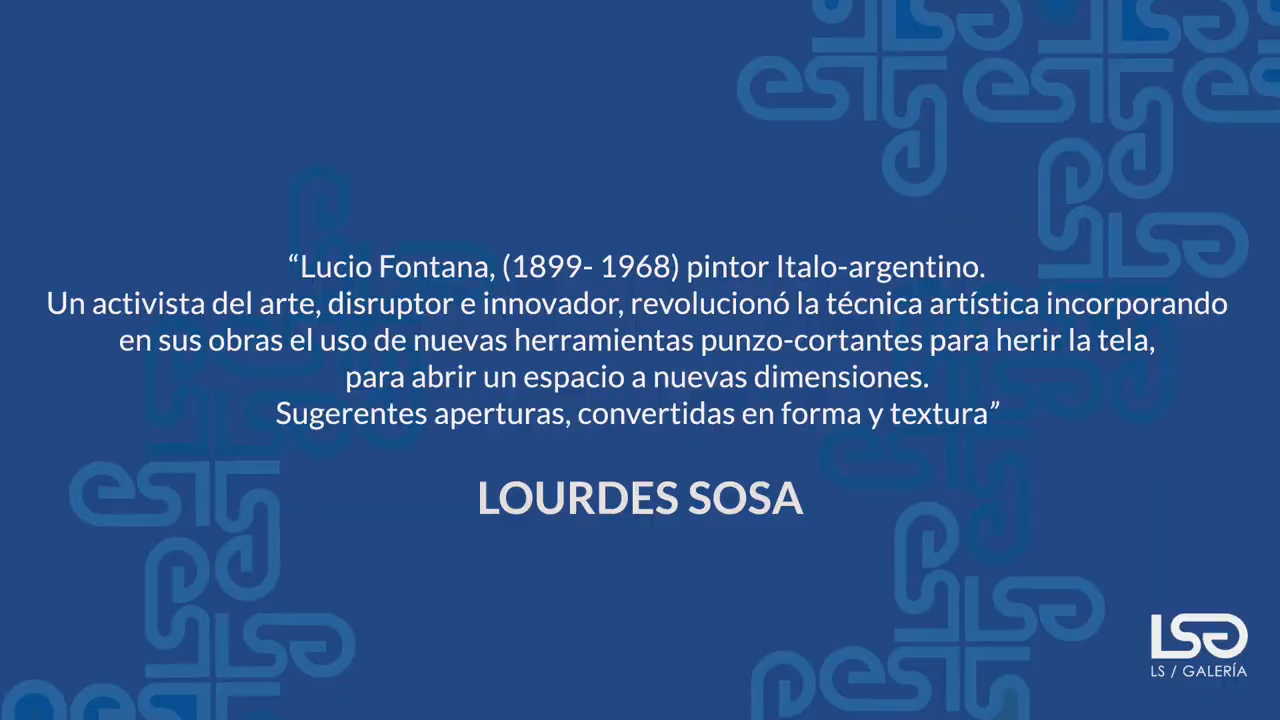 “Lucio Fontana, (1899- 1968) pintor Italo-argentino.
Un activista del arte, disruptor e innovador, revolucionó la técnica artística incorporando
en sus obras el uso de nuevas herramientas punzo-cortantes para herir la tela,
para abrir un espacio a nuevas dimensiones.
Sugerentes aperturas, convertidas en forma y textura”
LOURDES SOSA
LSG
LS / GALERÍA